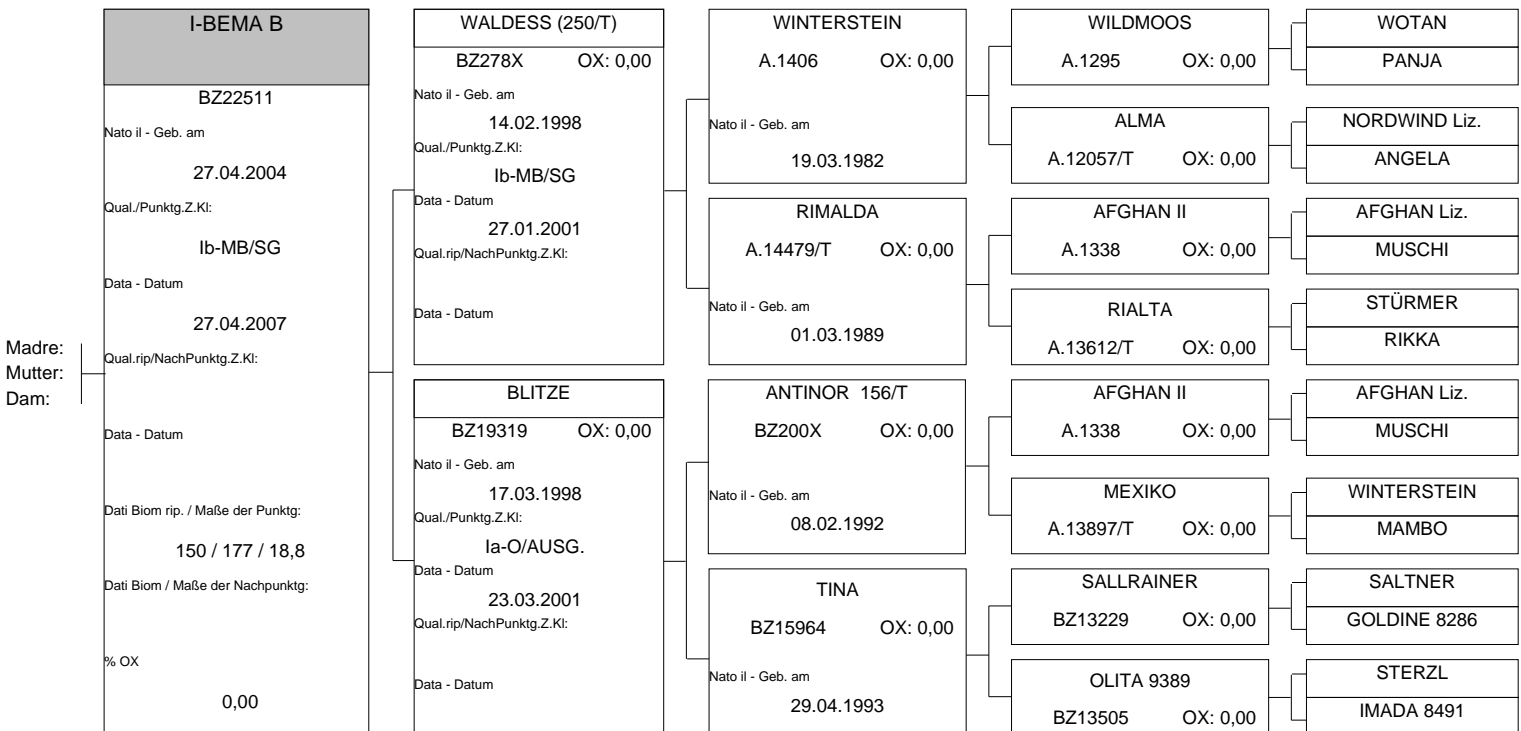 Madre:
Mutter:
Dam:
I-BEMA B
BZ22511
Nato il - Geb. am
27.04.2004
Qual./Punktg.Z.Kl:
Ib-MB/SG
Data - Datum
27.04.2007
Qual.rip/NachPunktg.Z.Kl:
Data - Datum
Dati Biom rip. / Maße der Punktg:
150 / 177 / 18,8
Dati Biom / Maße der Nachpunktg:
% OX
0,00
WALDESS (250/T)
BZ278X OX: 0,00
Nato il - Geb. am
14.02.1998
Qual./Punktg.Z.Kl:
Ib-MB/SG
Data - Datum
27.01.2001
Qual.rip/NachPunktg.Z.Kl:
Data - Datum
BLITZE
BZ19319 OX: 0,00
Nato il - Geb. am
17.03.1998
Qual./Punktg.Z.Kl:
Ia-O/AUSG.
Data - Datum
23.03.2001
Qual.rip/NachPunktg.Z.Kl:
Data - Datum
WINTERSTEIN
A.1406 OX: 0,00
Nato il - Geb. am
19.03.1982
RIMALDA
A.14479/T OX: 0,00
Nato il - Geb. am
01.03.1989
ANTINOR 156/T
BZ200X OX: 0,00
Nato il - Geb. am
08.02.1992
TINA
BZ15964 OX: 0,00
Nato il - Geb. am
29.04.1993
WILDMOOS
A.1295 OX: 0,00
ALMA
A.12057/T OX: 0,00
AFGHAN II
A.1338 OX: 0,00
RIALTA
A.13612/T OX: 0,00
AFGHAN II
A.1338 OX: 0,00
MEXIKO
A.13897/T OX: 0,00
SALLRAINER
BZ13229 OX: 0,00
OLITA 9389
BZ13505 OX: 0,00
WOTAN
PANJA
NORDWIND Liz.
ANGELA
AFGHAN Liz.
MUSCHI
STÜRMER
RIKKA
AFGHAN Liz.
MUSCHI
WINTERSTEIN
MAMBO
SALTNER
GOLDINE 8286
STERZL
IMADA 8491